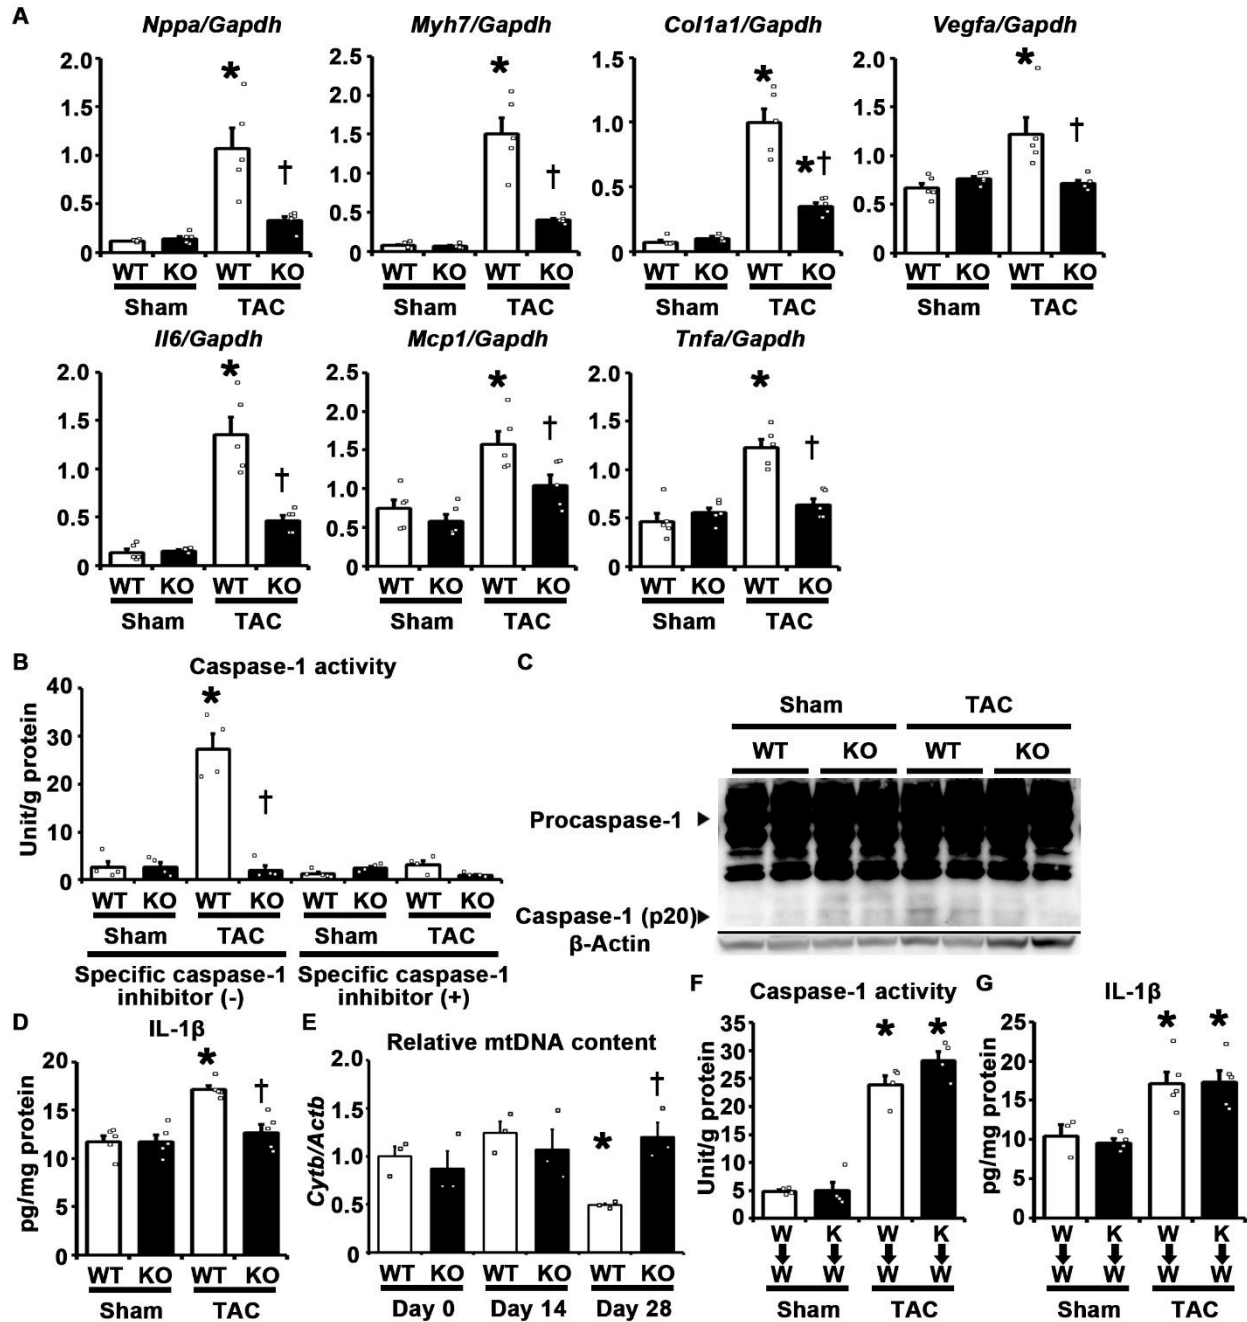 A
Nppa/Gapdh
Myh7/Gapdh
Col1a1/Gapdh
Vegfa/Gapdh
2.0
1.5
1.0
0.5
0
*
†
WT KO WT KO
Sham TAC
2.5
2.0
1.5
1.0
0.5
0
*
†
WT KO WT KO
Sham TAC
1.5
1.0
0.5
0
*
*†
WT KO WT KO
Sham TAC
2.0
1.5
1.0
0.5
0
*
†
WT KO WT KO
Sham TAC
Il6/Gapdh
Mcp1/Gapdh
Tnfa/Gapdh
2.0
1.5
1.0
0.5
0
*
†
WT KO WT KO
Sham TAC
2.5
2.0
1.5
1.0
0.5
0
*
†
WT KO WT KO
Sham TAC
2.0
1.5
1.0
0.5
0
*
†
WT KO WT KO
Sham TAC
B
Caspase-1 activity
Unit/g protein
40
30
20
10
0
*
†
WT KO WT KO WT KO WT KO
Sham TAC Sham TAC
Specific caspase-1 inhibitor (-)
Specific caspase-1 inhibitor (+)
C
Sham TAC
WT KO WT KO
Procaspase-1
Caspase-1 (p20)
β-Actin
D
IL-1β
pg/mg protein
20
15
10
5
0
*
†
WT KO WT KO
Sham TAC
E
Relative mtDNA content
Cytb/Actb
2.0
1.5
1.0
0.5
0
*
†
WT KO WT KO WT KO
Day 0 Day 14 Day 28
F
Caspase-1 activity
Unit/g protein
35
30
25
20
15
10
5
0
* *
W K W K
W W W W
Sham TAC
G
IL-1β
pg/mg protein
25
20
15
10
5
0
* *
W K W K
W W W W
Sham TAC